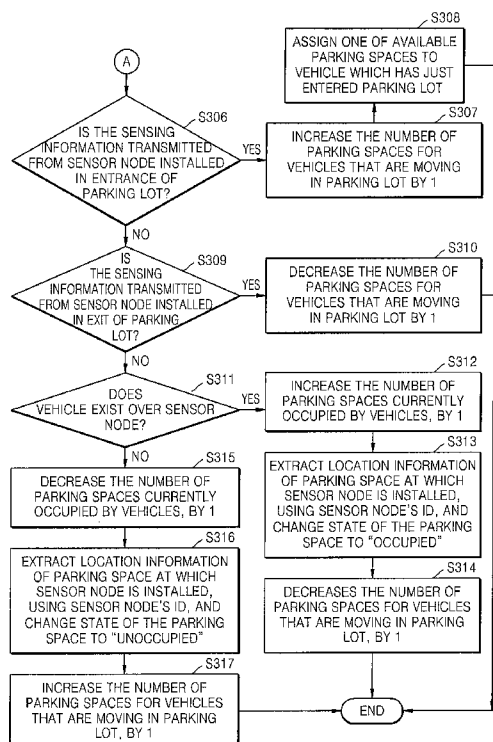 A
S306
IS THE SENSING
INFORMATION TRANSMITTED
FROM SENSOR NODE INSTALLED
IN ENTRANCE OF
PARKING LOT?
YES
NO
S308
ASSIGN ONE OF AVAILABLE
PARKING SPACES TO
VEHICLE WHICH HAS JUST
ENTERED PARKING LOT
S307
INCREASE THE NUMBER OF
PARKING SPACES FOR
VEHICLES THAT ARE MOVING
IN PARKING LOT BY 1
S309
IS
THE SENSING
INFORMATION TRANSMITTED
FROM SENSOR NODE INSTALLED
IN EXIT OF PARKING
LOT?
YES
NO
S310
DECREASE THE NUMBER OF
PARKING SPACES FOR
VEHICLES THAT ARE MOVING
IN PARKING LOT BY 1
S311
DOES
VEHICLE EXIST OVER SENSOR
NODE?
YES
NO
S312
INCREASE THE NUMBER OF
PARKING SPACES CURRENTLY
OCCUPIED BY VEHICLES, BY 1
S313
EXTRACT LOCATION INFORMATION
OF PARKING SPACE AT WHICH
SENSOR NODE IS INSTALLED,
USING SENSOR NODE'S ID, AND
CHANGE STATE OF THE PARKING
SPACE TO "OCCUPIED"
S314
DECREASES THE NUMBER OF
PARKING SPACES FOR VEHICLES
THAT ARE MOVING IN PARKING
LOT, BY 1
S315
DECREASE THE NUMBER OF
PARKING SPACES CURRENTLY
OCCUPIED BY VEHICLES, BY 1
S316
EXTRACT LOCATION INFORMATION
OF PARKING SPACE AT WHICH
SENSOR NODE IS INSTALLED,
USING SENSOR NODE'S ID, AND
CHANGE STATE OF THE PARKING
SPACE TO "UNOCCUPIED"
S317
INCREASE THE NUMBER OF
PARKING SPACES FOR VEHICLES
THAT ARE MOVING IN PARKING
LOT, BY 1
END